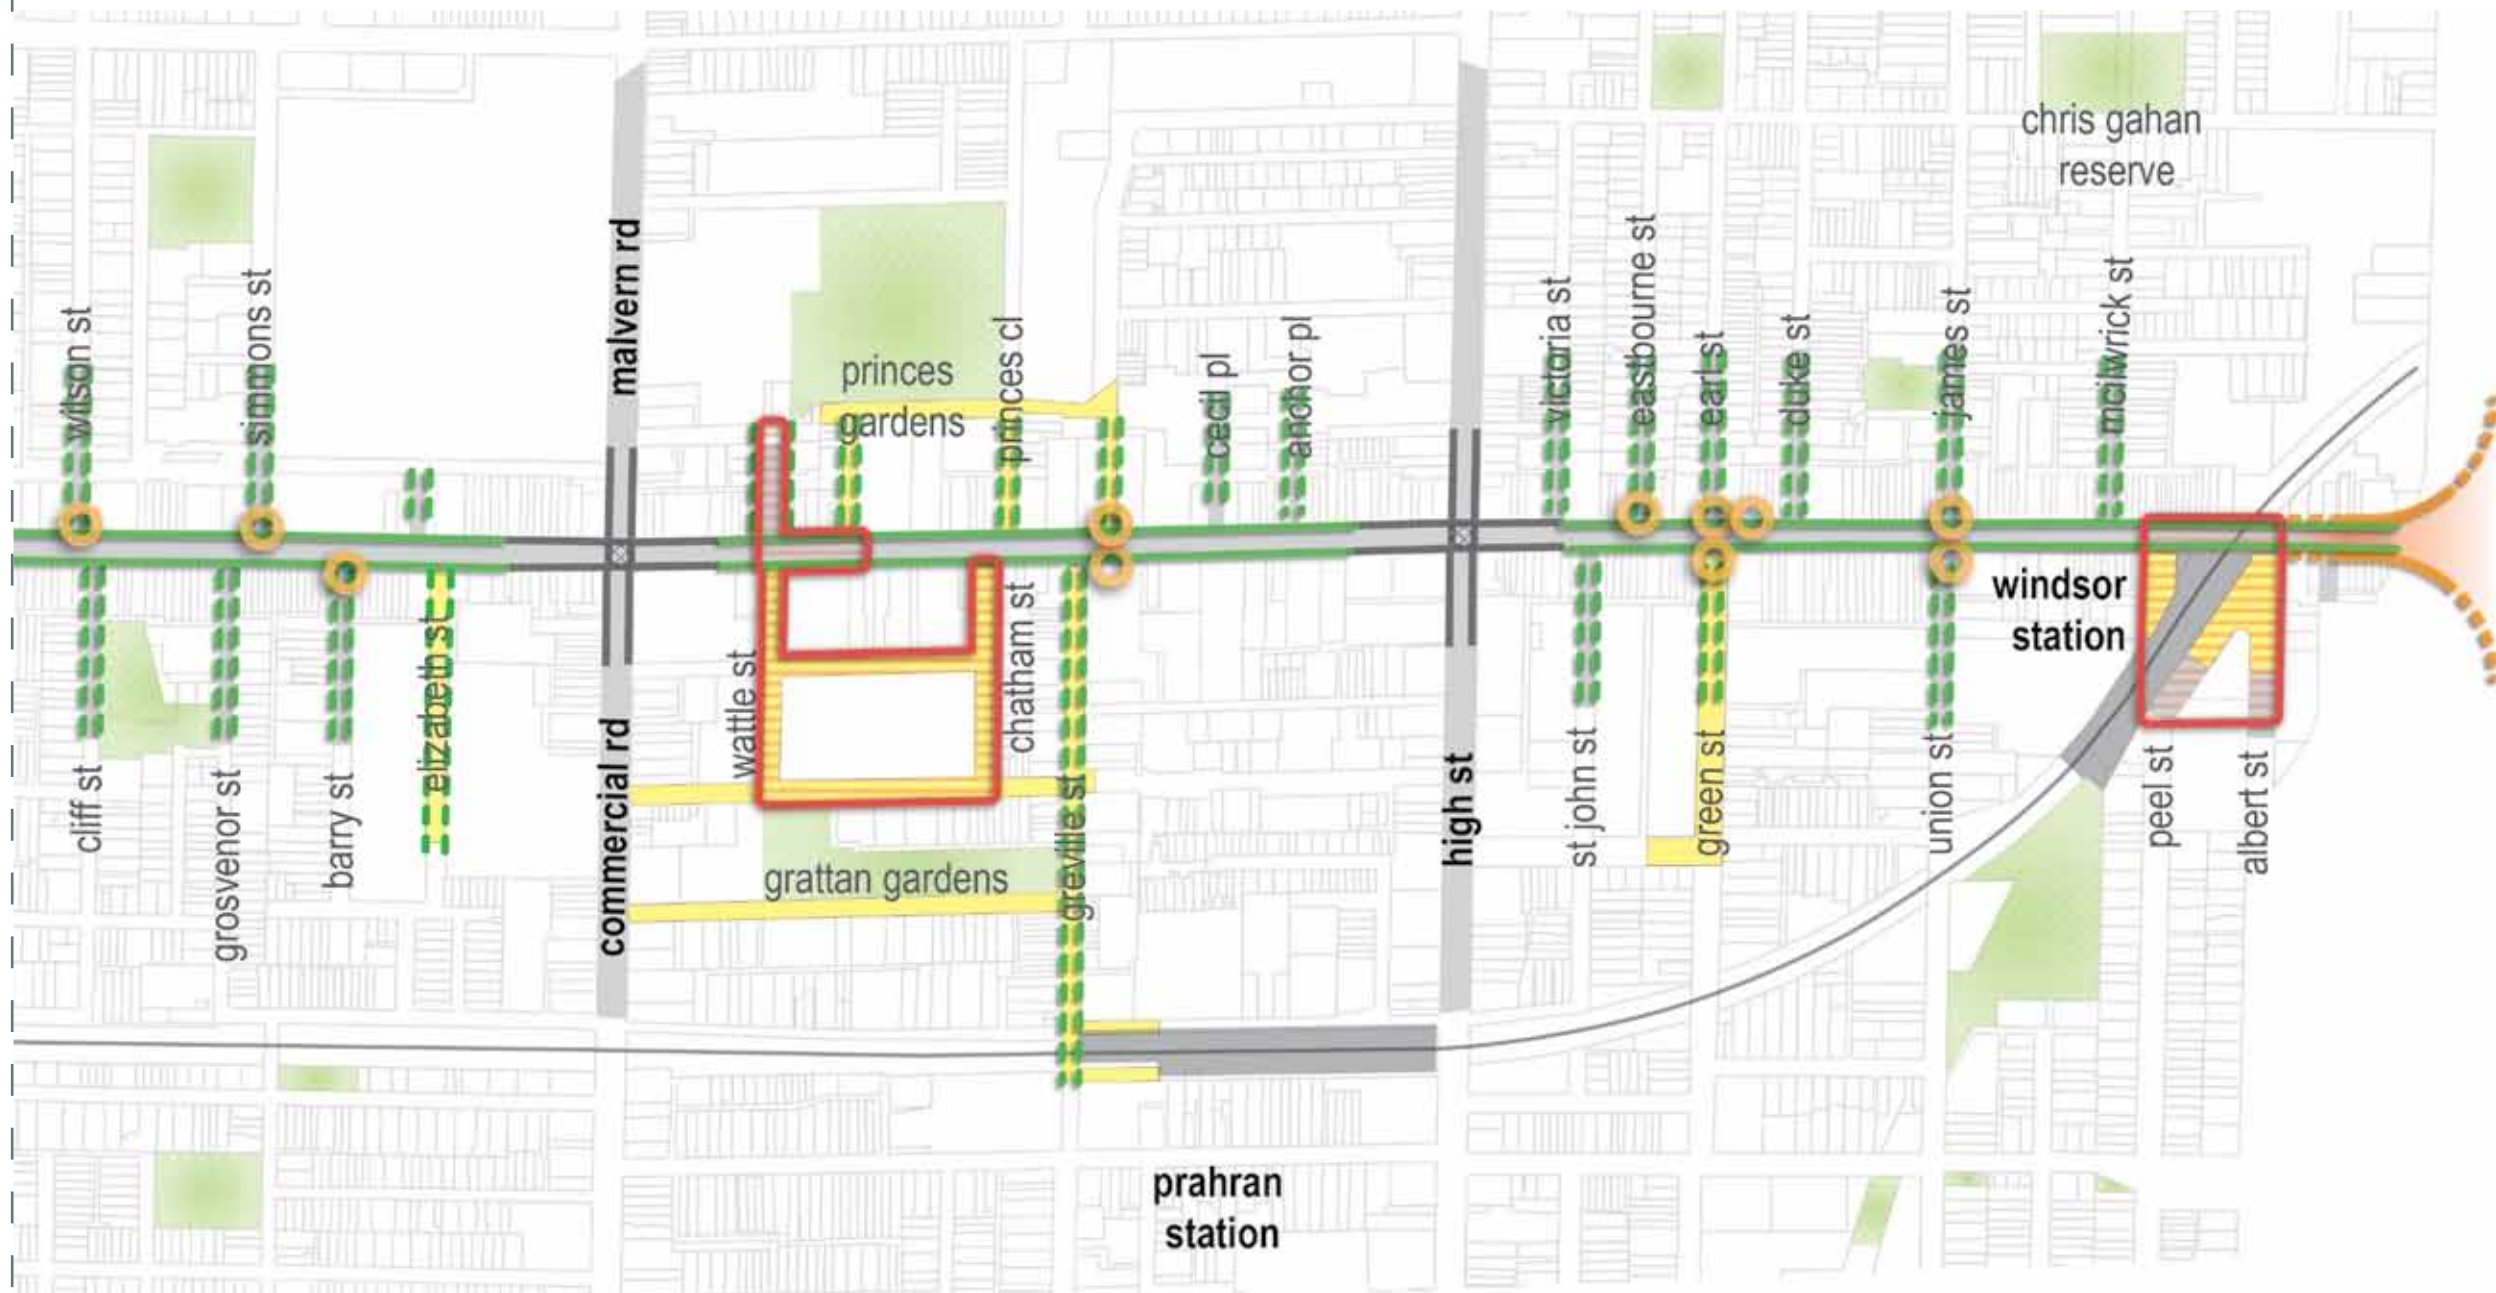 chris gahan
reserve
wilson st
simmons st
malvern rd
princes
gardens
princes cl
cecil pl
anchor pl
victoria st
eastbourne st
earl st
duke st
james st
mcilwrick st
windsor
station
cliff st
grosvenor st
barry st
elizabeth st
commercial rd
wattle st
chatham st
grattan gardens
greville st
high st
st john st
green st
union st
peel st
albert st
prahran
station